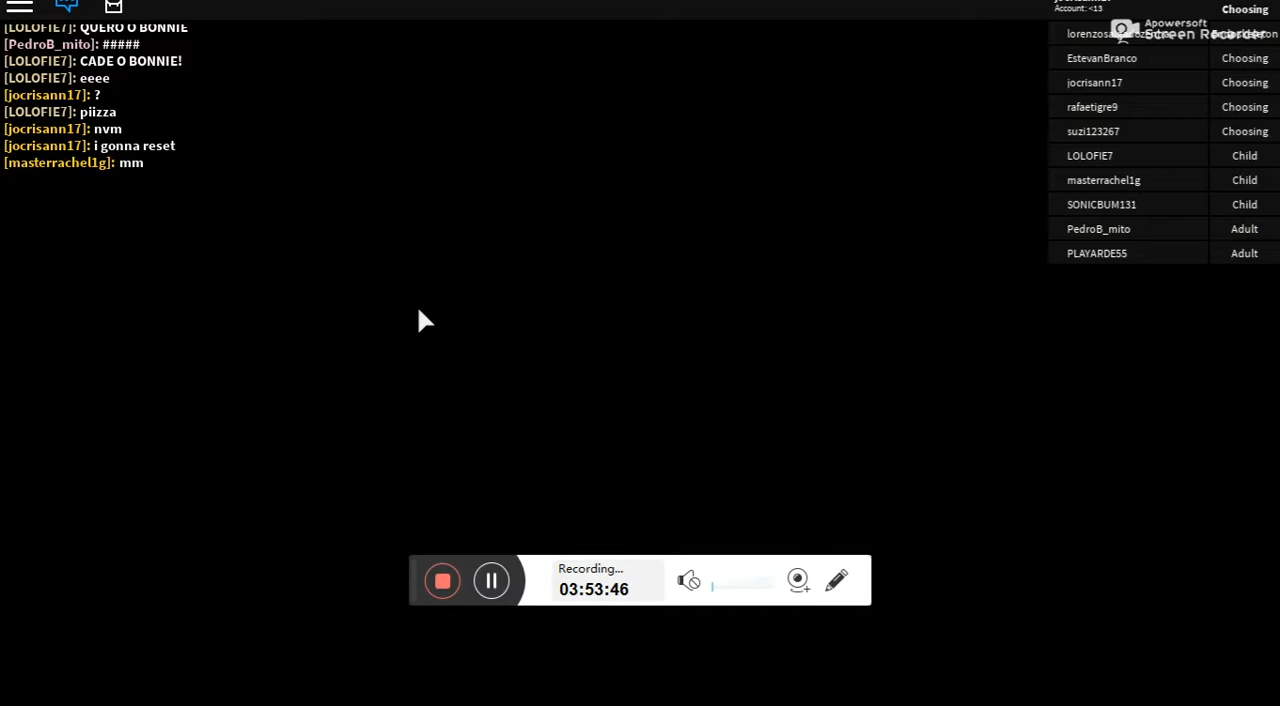 Account: <13
Choosing
[LOLOFIE7]: QUERO O BONNIE
[PedroB_mito]: #####
[LOLOFIE7]: CADE O BONNIE!
[LOLOFIE7]: eeee
[jocrisann17]: ?
[LOLOFIE7]: piizza
[jocrisann17]: nvm
[jocrisann17]: i gonna reset
[masterrachel1g]: mm
Apowersoft
Screen Recorder
EstevanBranco Choosing
jocrisann17 Choosing
rafaetigre9 Choosing
suzi123267 Choosing
LOLOFIE7 Child
masterrachel1g Child
SONICBUM131 Child
PedroB_mito Adult
PLAYARDE55 Adult
Recording...
03:53:46